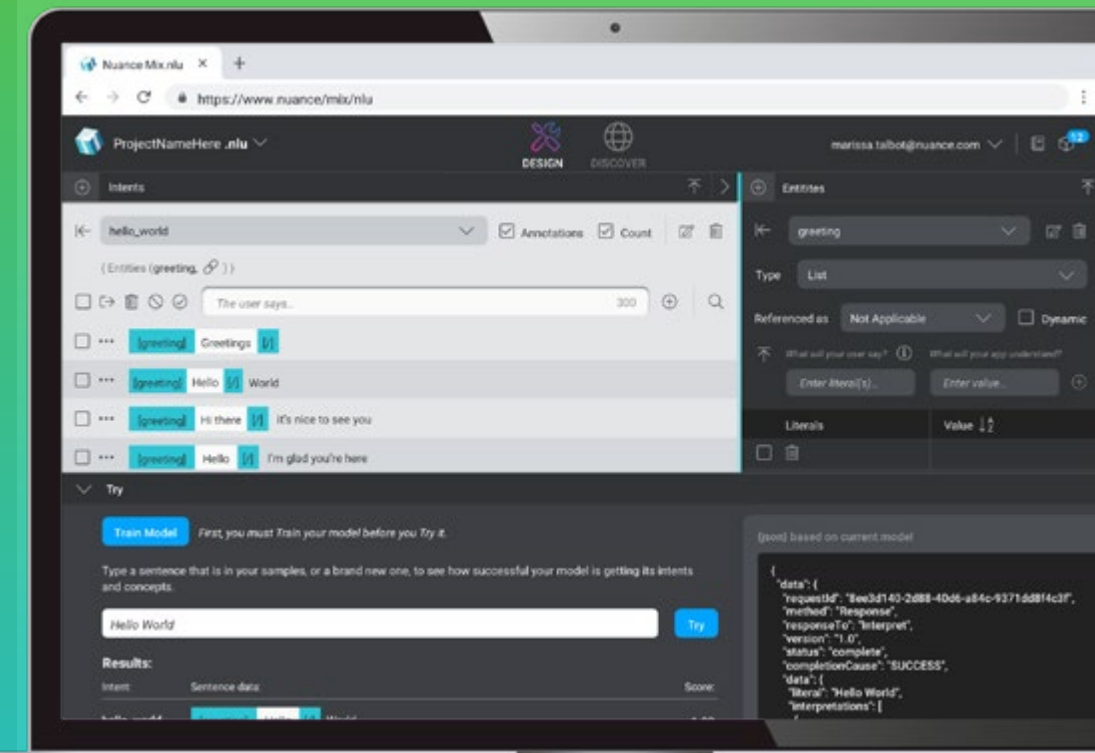 Nuance Mix.nlu × +
https://www.nuance/mix/nlu
ProjectNameHere .nlu
DESIGN
DISCOVER
marissa.talbot@nuance.com
12
Intents
hello_world
Annotations
Count
{ Entities (greeting, ) }
The user says...
300
[greeting] Greetings [/]
[greeting] Hello [/] World
[greeting] Hi there [/] it's nice to see you
[greeting] Hello [/] I'm glad you're here
Entitites
greeting
Type List
Referenced as Not Applicable Dynamic
What will your user say? What will your app understand?
Enter literal(s)... Enter value...
Literals Value
Try
Train Model First, you must Train your model before you Try it.
Type a sentence that is in your samples, or a brand new one, to see how successful your model is getting its intents
and concepts.
Hello World
Try
Results:
Intent: Sentence data: Score:
hello_world
{json} based on current model
{
"data": {
"requestId": "8ee3d140-2d88-40d6-a84c-9371dd8f4c3f",
"method": "Response",
"responseTo": "Interpret",
"version": "1.0",
"status": "complete",
"completionCause": "SUCCESS",
"data": {
"literal": "Hello World",
"interpretations": [